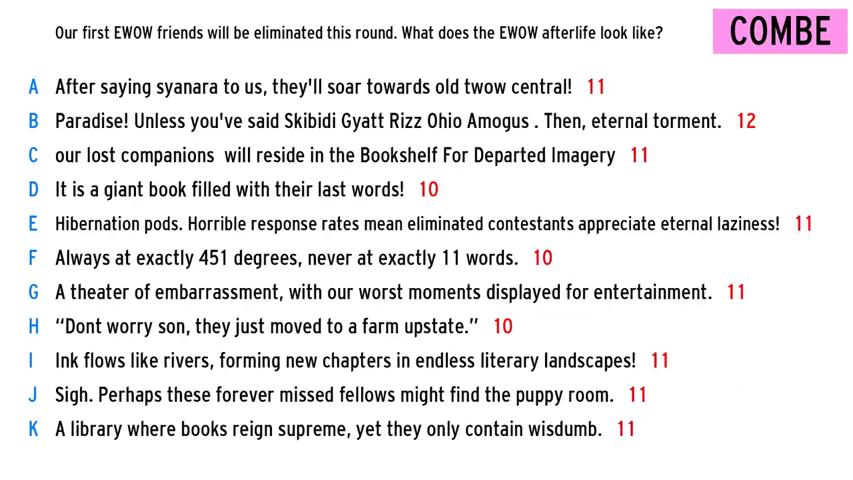 Our first EWOW friends will be eliminated this round. What does the EWOW afterlife look like?
COMBE
A After saying syanara to us, they'll soar towards old twow central! 11
B Paradise! Unless you've said Skibidi Gyatt Rizz Ohio Amogus . Then, eternal torment. 12
C our lost companions  will reside in the Bookshelf For Departed Imagery 11
D It is a giant book filled with their last words! 10
E Hibernation pods. Horrible response rates mean eliminated contestants appreciate eternal laziness! 11
F Always at exactly 451 degrees, never at exactly 11 words. 10
G A theater of embarrassment, with our worst moments displayed for entertainment. 11
H “Dont worry son, they just moved to a farm upstate.” 10
I Ink flows like rivers, forming new chapters in endless literary landscapes! 11
J Sigh. Perhaps these forever missed fellows might find the puppy room. 11
K A library where books reign supreme, yet they only contain wisdumb. 11